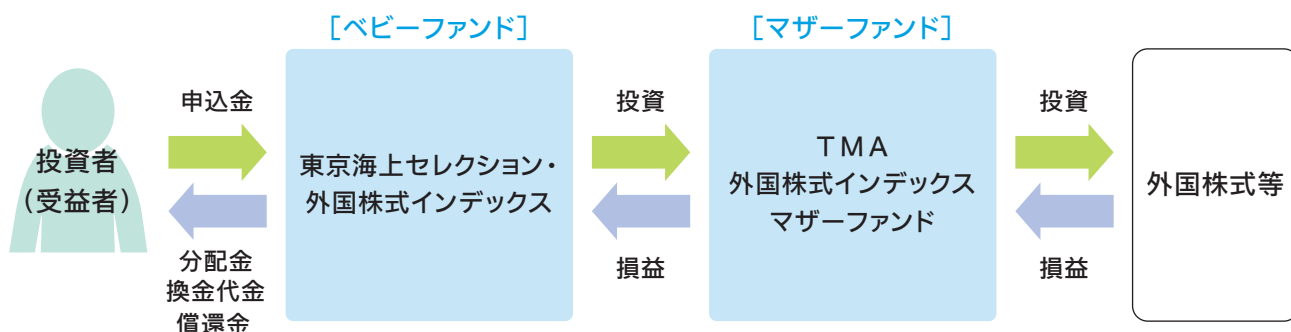 [ベビーファンド]
[マザーファンド]
申込金
投資
投資
投資者
(受益者)
東京海上セレクション・
外国株式インデックス
TMA
外国株式インデックス
マザーファンド
外国株式等
分配金
換金代金
償還金
損益
損益